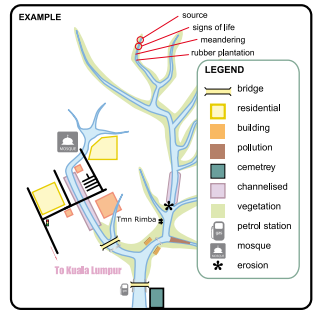 EXAMPLE
source
signs of life
meandering
rubber plantation
LEGEND
bridge
residential
building
pollution
cemetrey
channelised
vegetation
petrol station
mosque
erosion
MOSQUE
Tmn Rimba
To Kuala Lumpur